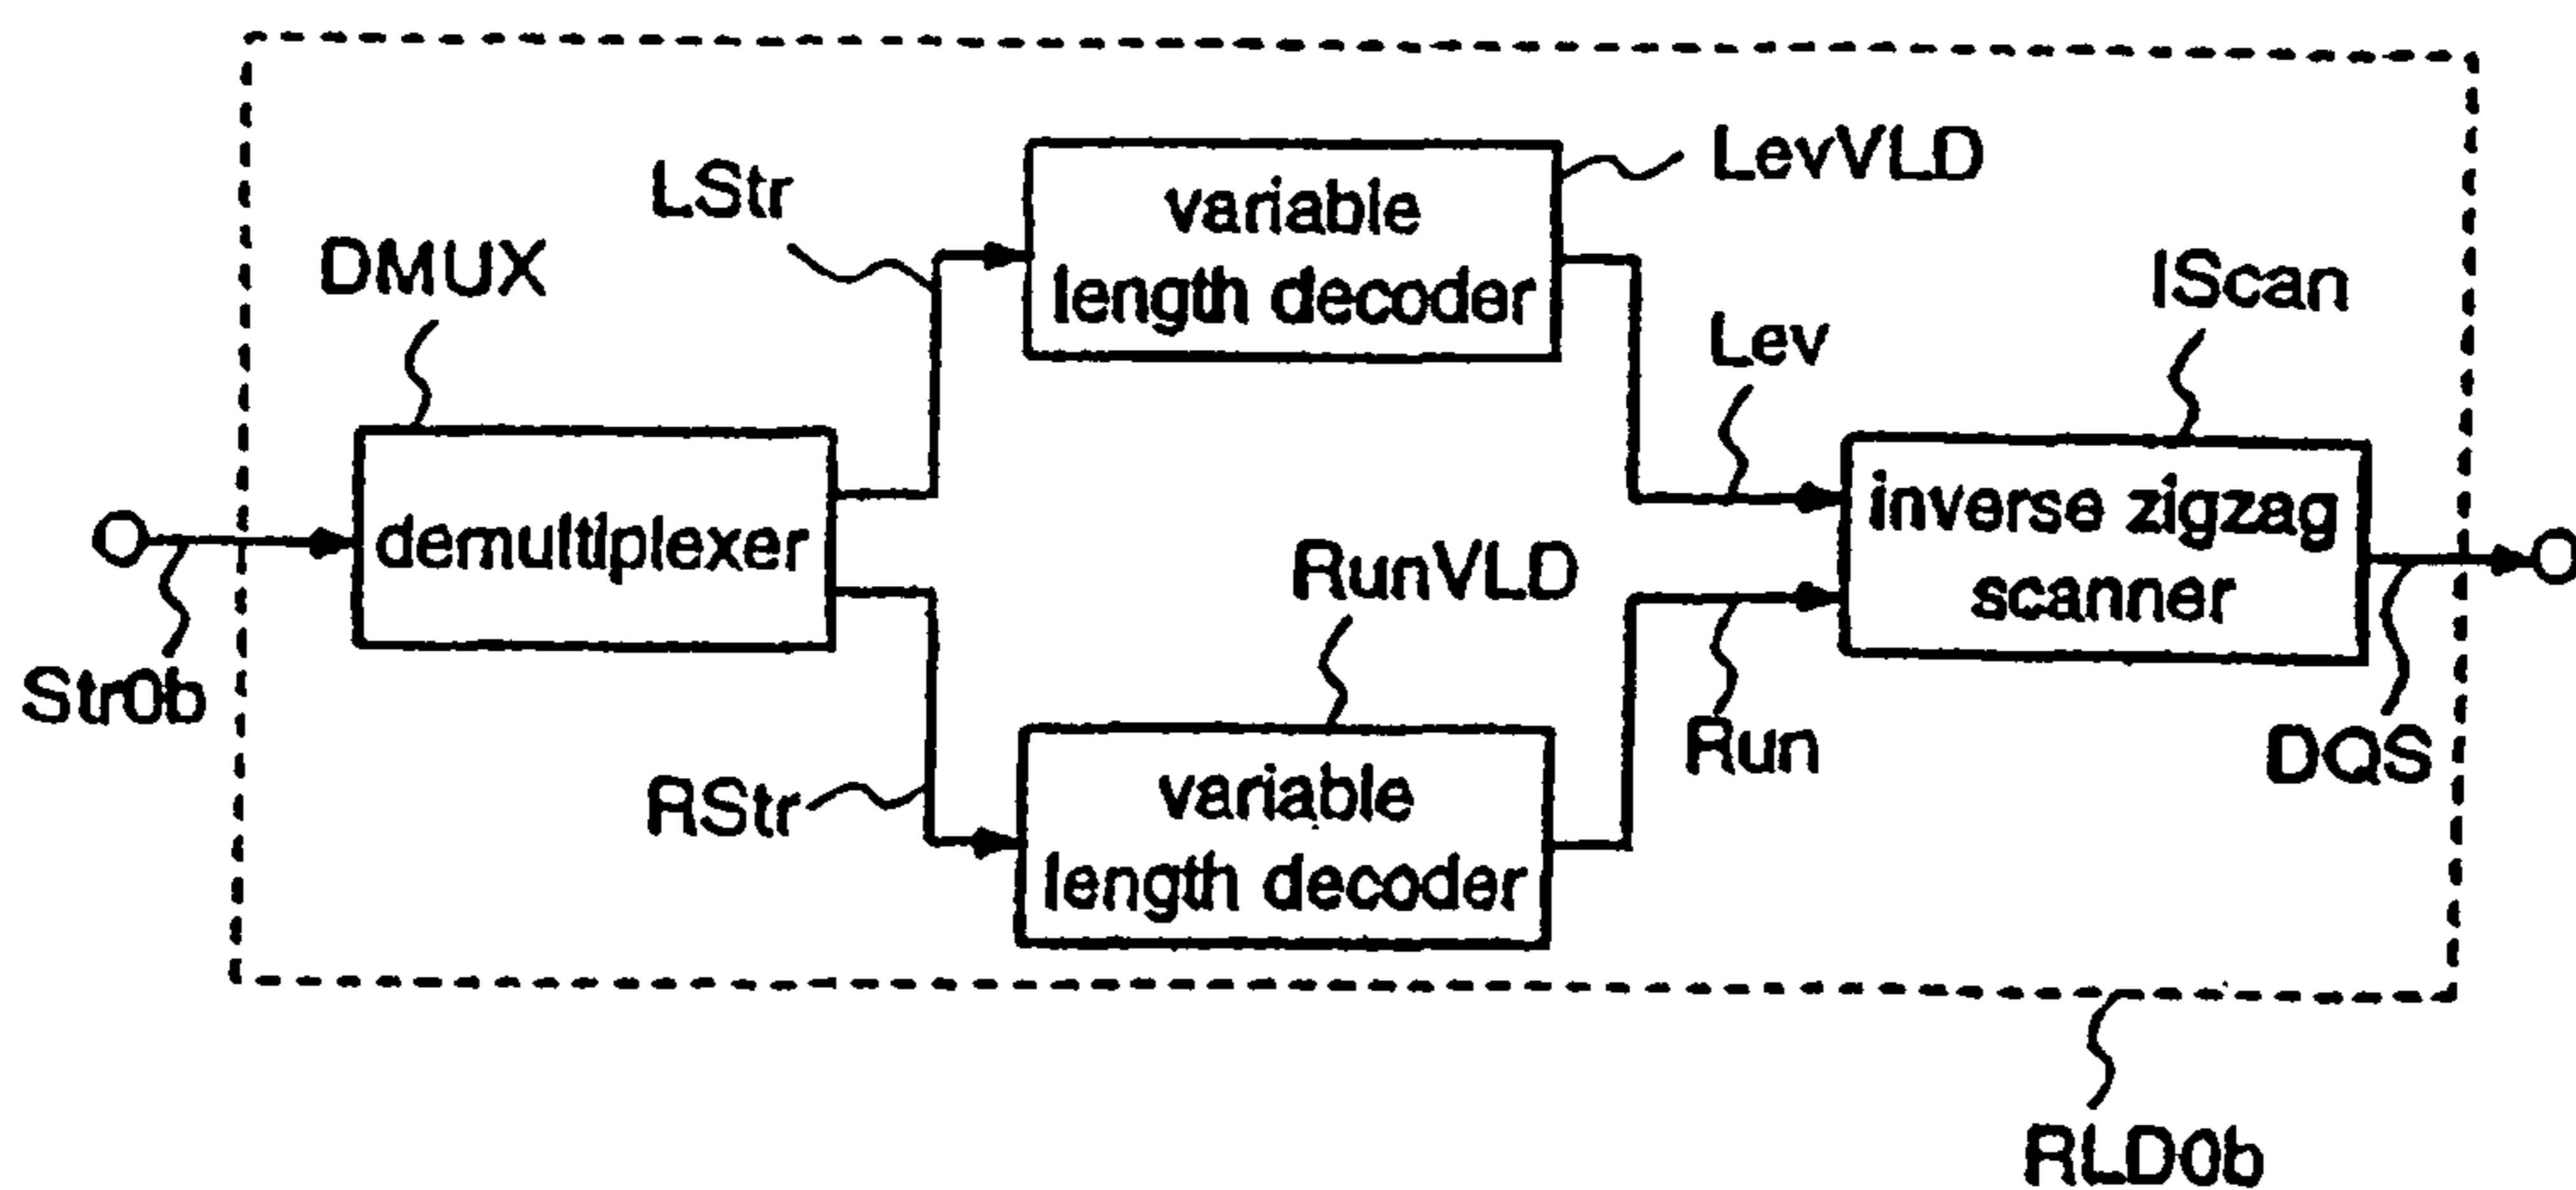 LStr
variable
length decoder
LevVLD
DMUX
IScan
Lev
demultiplexer
inverse zigzag
scanner
RunVLD
Str0b
RStr
variable
length decoder
Run
DQS
RLD0b